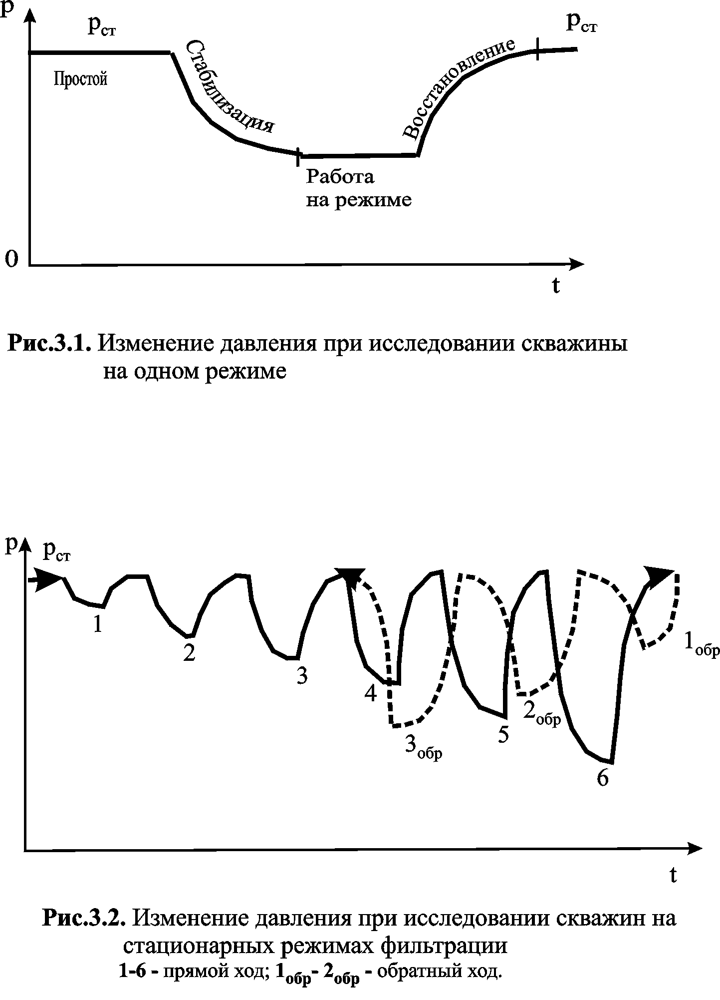 p
pст
pст
Простой
Стабилизация
Восстановление
Работа
на режиме
0
t
Рис.3.1. Изменение давления при исследовании скважины
на одном режиме
p
pст
1
2
3
4
5
6
3обр
2обр
1обр
t
Рис.3.2. Изменение давления при исследовании скважин на
стационарных режимах фильтрации
1-6 - прямой ход; 1обр- 2обр - обратный ход.